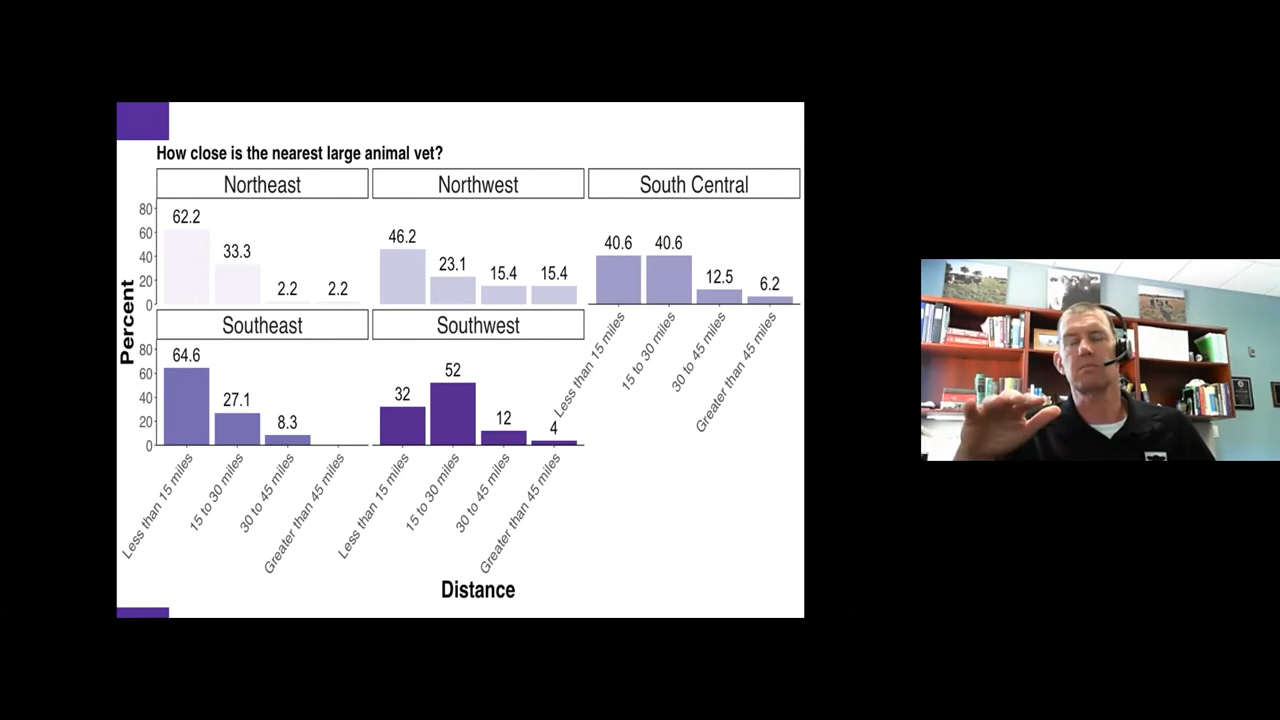 How close is the nearest large animal vet?
Northeast
Northwest
South Central
80
60
40
20
0
62.2
33.3
2.2
2.2
46.2
23.1
15.4
15.4
40.6
40.6
12.5
6.2
Less than 15 miles
15 to 30 miles
30 to 45 miles
Greater than 45 miles
Percent
Southeast
Southwest
80
60
40
20
0
64.6
27.1
8.3
32
52
12
4
Less than 15 miles
15 to 30 miles
30 to 45 miles
Greater than 45 miles
Less than 15 miles
15 to 30 miles
30 to 45 miles
Greater than 45 miles
Distance